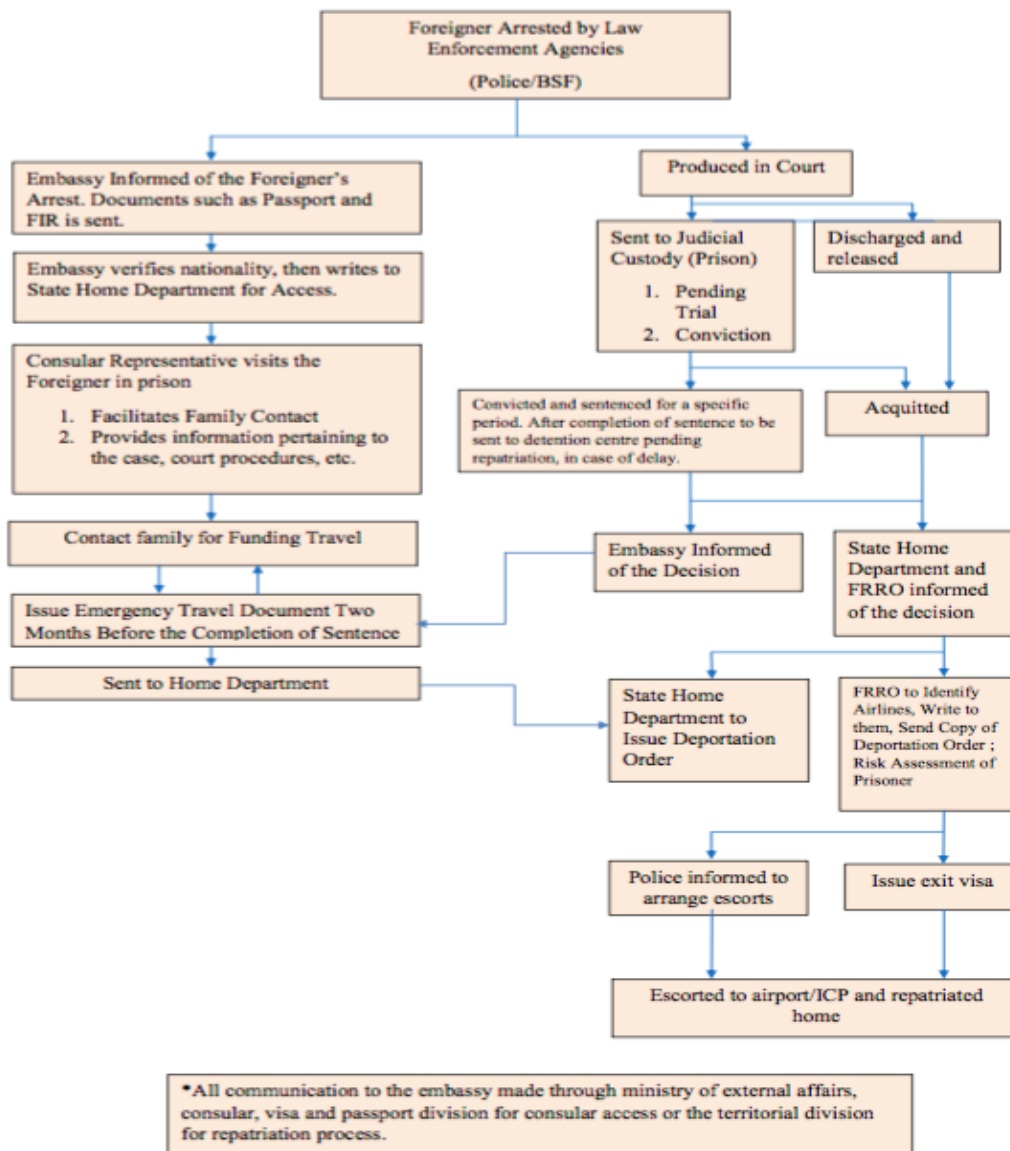 Foreigner Arrested by Law
Enforcement Agencies
(Police/BSF)
Embassy Informed of the Foreigner's
Arrest. Documents such as Passport and
FIR is sent.
Embassy verifies nationality, then writes to
State Home Department for Access.
Consular Representative visits the
Foreigner in prison
1. Facilitates Family Contact
2. Provides information pertaining to
the case, court procedures, etc.
Contact family for Funding Travel
Issue Emergency Travel Document Two
Months Before the Completion of Sentence
Sent to Home Department
Produced in Court
Sent to Judicial
Custody (Prison)
1. Pending
Trial
2. Conviction
Discharged and
released
Convicted and sentenced for a specific
period. After completion of sentence to be
sent to detention centre pending
repatriation, in case of delay.
Acquitted
Embassy Informed
of the Decision
State Home
Department and
FRRO informed
of the decision
State Home
Department to
Issue Deportation
Order
FRRO to Identify
Airlines, Write to
them, Send Copy of
Deportation Order ;
Risk Assessment of
Prisoner
Police informed to
arrange escorts
Issue exit visa
Escorted to airport/ICP and repatriated
home
*All communication to the embassy made through ministry of external affairs,
consular, visa and passport division for consular access or the territorial division
for repatriation process.